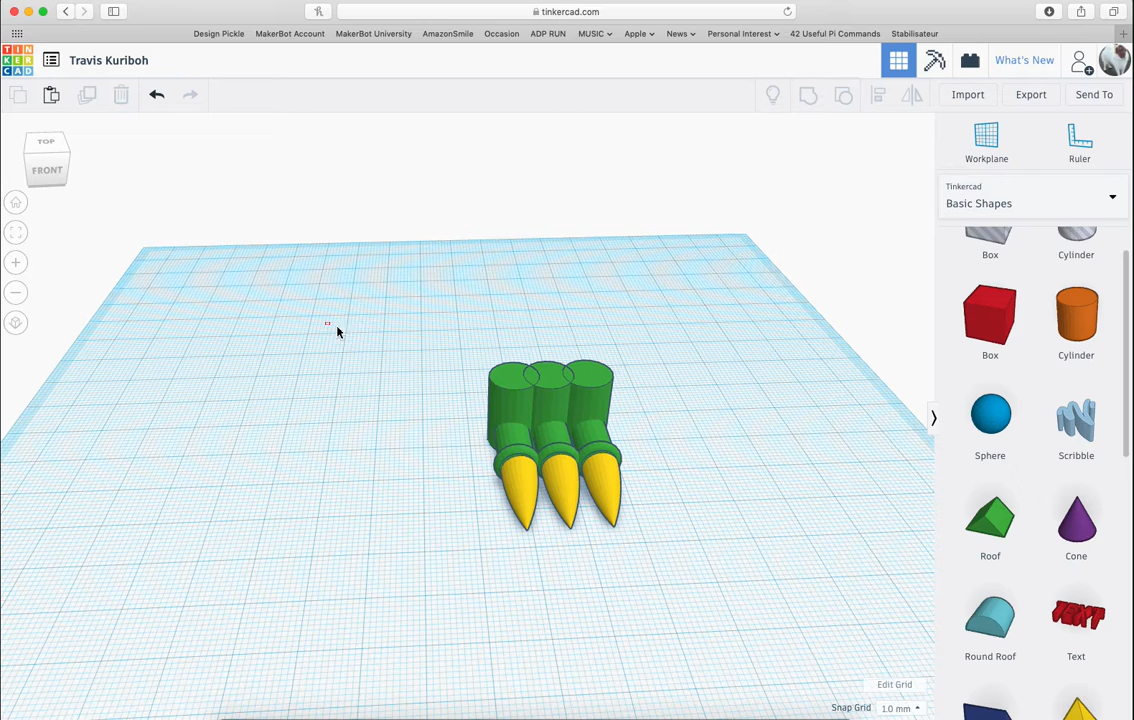 tinkercad.com
Design Pickle MakerBot Account MakerBot University AmazonSmile Occasion ADP RUN MUSIC Apple News Personal Interest 42 Useful Pi Commands Stabilisateur
TIN
KER
CAD
Travis Kuriboh
What's New
Import Export Send To
TOP
FRONT
Workplane Ruler
Tinkercad
Basic Shapes
Box Cylinder
Box Cylinder
Sphere Scribble
Roof Cone
TEXT
Round Roof Text
Edit Grid
Snap Grid 1.0 mm